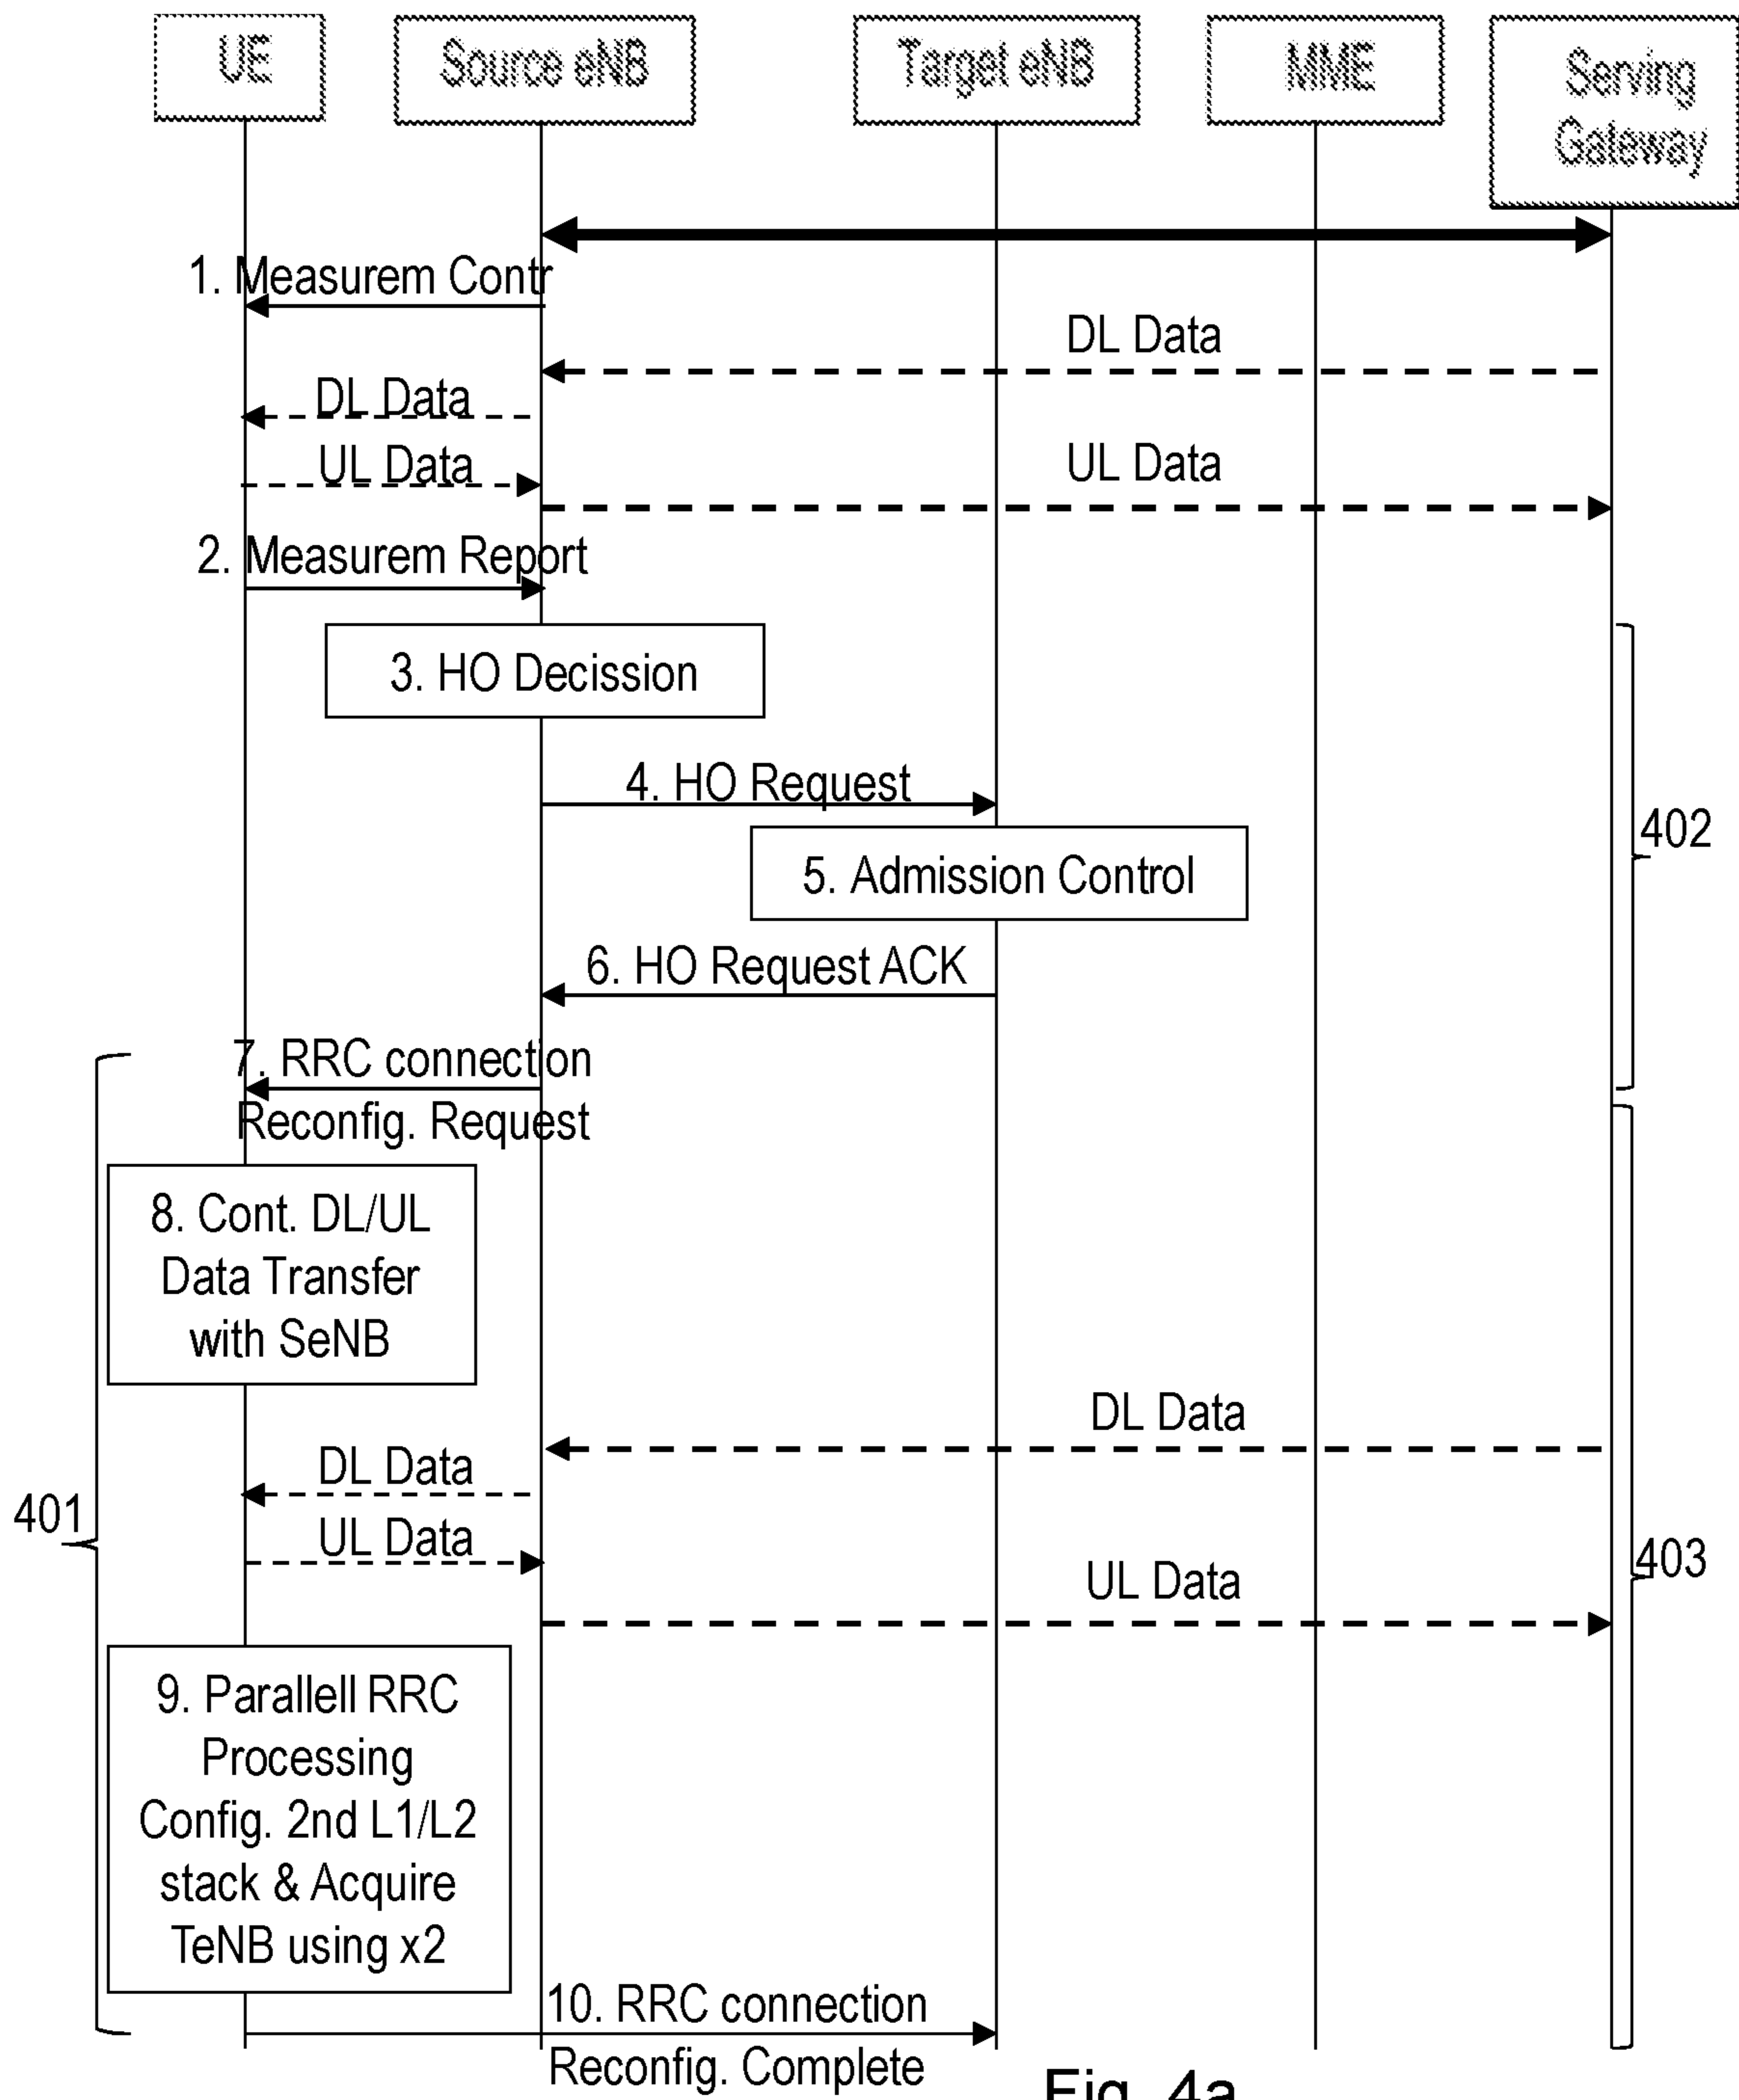 UE
Source eNB
Target eNB
MME
Serving
Gateway
1. Measurem Contr
DL Data
DL Data
UL Data
UL Data
2. Measurem Report
3. HO Decission
4. HO Request
402
5. Admission Control
6. HO Request ACK
7. RRC connection
Reconfig. Request
8. Cont. DL/UL
Data Transfer
with SeNB
DL Data
DL Data
401
UL Data
403
UL Data
9. Parallell RRC
Processing
Config. 2nd L1/L2
stack & Acquire
TeNB using x2
10. RRC connection
Reconfig. Complete
Fig. 4a